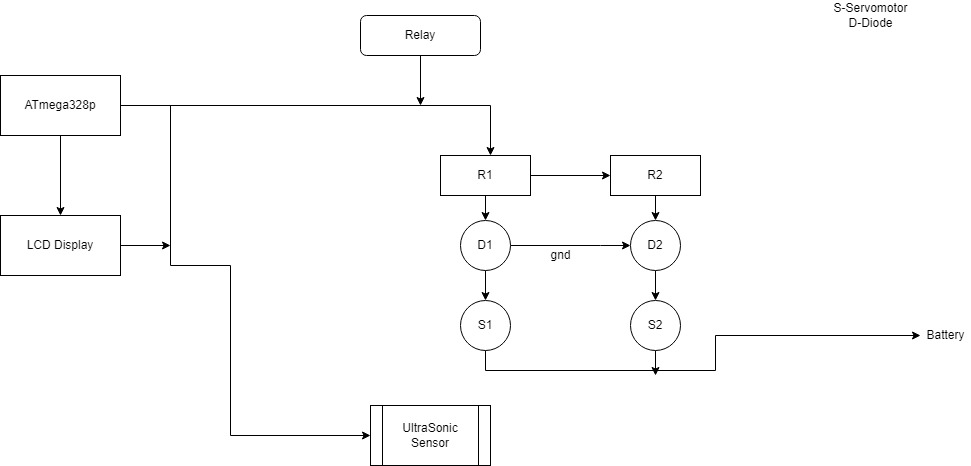 S-Servomotor
D-Diode
Relay
ATmega328p
R1
R2
LCD Display
D1
gnd
D2
S1
S2
Battery
UltraSonic
Sensor